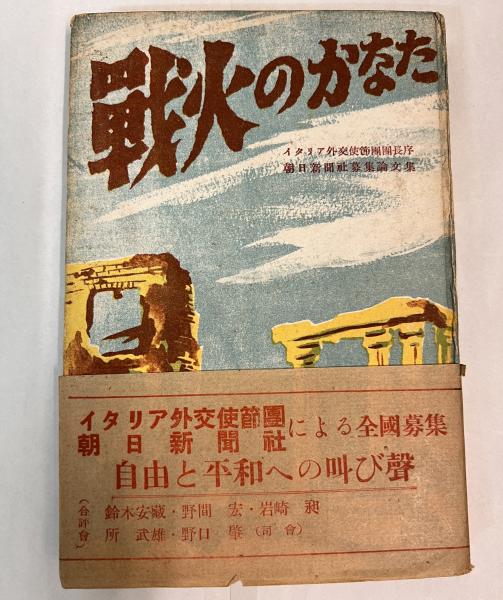 戰火のかなた
イタリア外交使節團團長序
朝日新聞社募集論文集
イタリア外交使節團
朝日新聞社
による全國募集
自由と平和への叫び聲
(合評會)
鈴木安藏・野間 宏・岩崎 昶
所 武雄・野口 肇(司會)